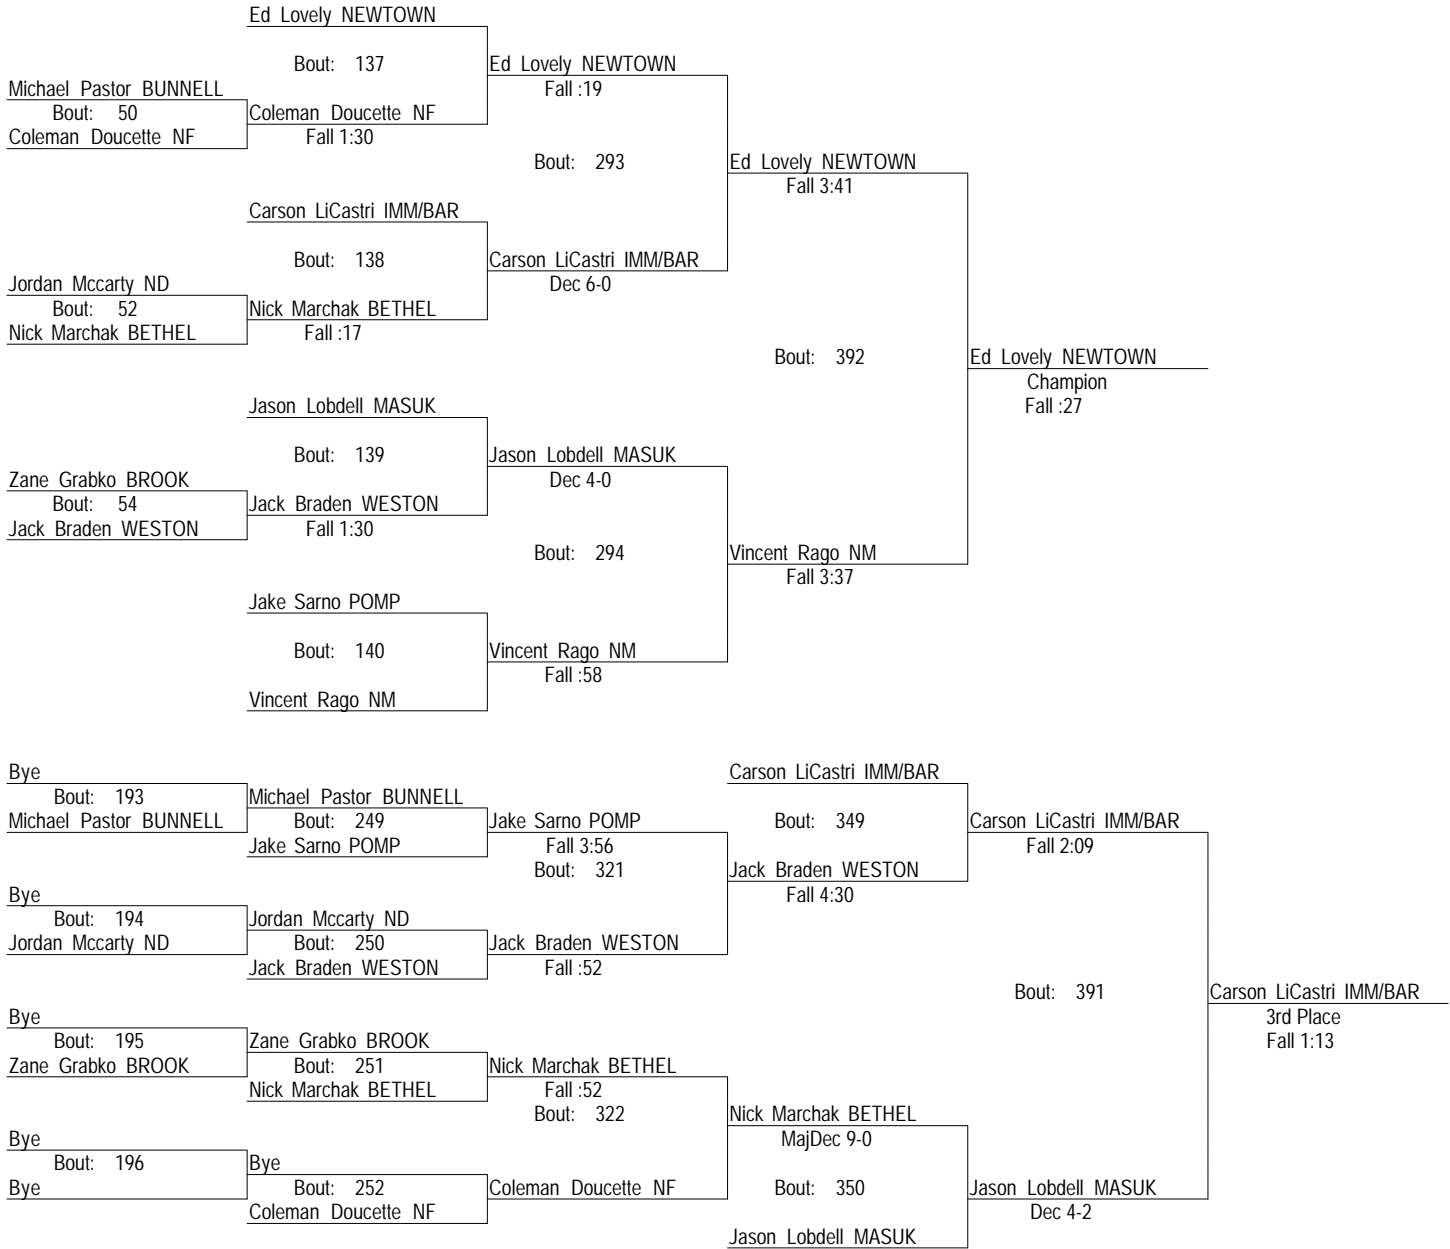 Ed Lovely NEWTOWN
Bout: 137
Ed Lovely NEWTOWN
Michael Pastor BUNNELL
Fall :19
Bout: 50
Coleman Doucette NF
Coleman Doucette NF
Fall 1:30
Bout: 293
Ed Lovely NEWTOWN
Fall 3:41
Carson LiCastri IMM/BAR
Bout: 138
Carson LiCastri IMM/BAR
Jordan Mccarty ND
Dec 6-0
Bout: 52
Nick Marchak BETHEL
Nick Marchak BETHEL
Fall :17
Bout: 392
Ed Lovely NEWTOWN
Champion
Fall :27
Jason Lobdell MASUK
Bout: 139
Jason Lobdell MASUK
Zane Grabko BROOK
Dec 4-0
Bout: 54
Jack Braden WESTON
Jack Braden WESTON
Fall 1:30
Bout: 294
Vincent Rago NM
Fall 3:37
Jake Sarno POMP
Bout: 140
Vincent Rago NM
Fall :58
Vincent Rago NM
Bye
Carson LiCastri IMM/BAR
Bout: 193
Michael Pastor BUNNELL
Michael Pastor BUNNELL
Bout: 249
Jake Sarno POMP
Bout: 349
Carson LiCastri IMM/BAR
Jake Sarno POMP
Fall 3:56
Fall 2:09
Bout: 321
Jack Braden WESTON
Bye
Fall 4:30
Bout: 194
Jordan Mccarty ND
Jordan Mccarty ND
Bout: 250
Jack Braden WESTON
Jack Braden WESTON
Fall :52
Bout: 391
Carson LiCastri IMM/BAR
Bye
3rd Place
Bout: 195
Zane Grabko BROOK
Fall 1:13
Zane Grabko BROOK
Bout: 251
Nick Marchak BETHEL
Nick Marchak BETHEL
Fall :52
Bout: 322
Nick Marchak BETHEL
Bye
MajDec 9-0
Bout: 196
Bye
Bye
Bout: 252
Coleman Doucette NF
Bout: 350
Jason Lobdell MASUK
Coleman Doucette NF
Dec 4-2
Jason Lobdell MASUK